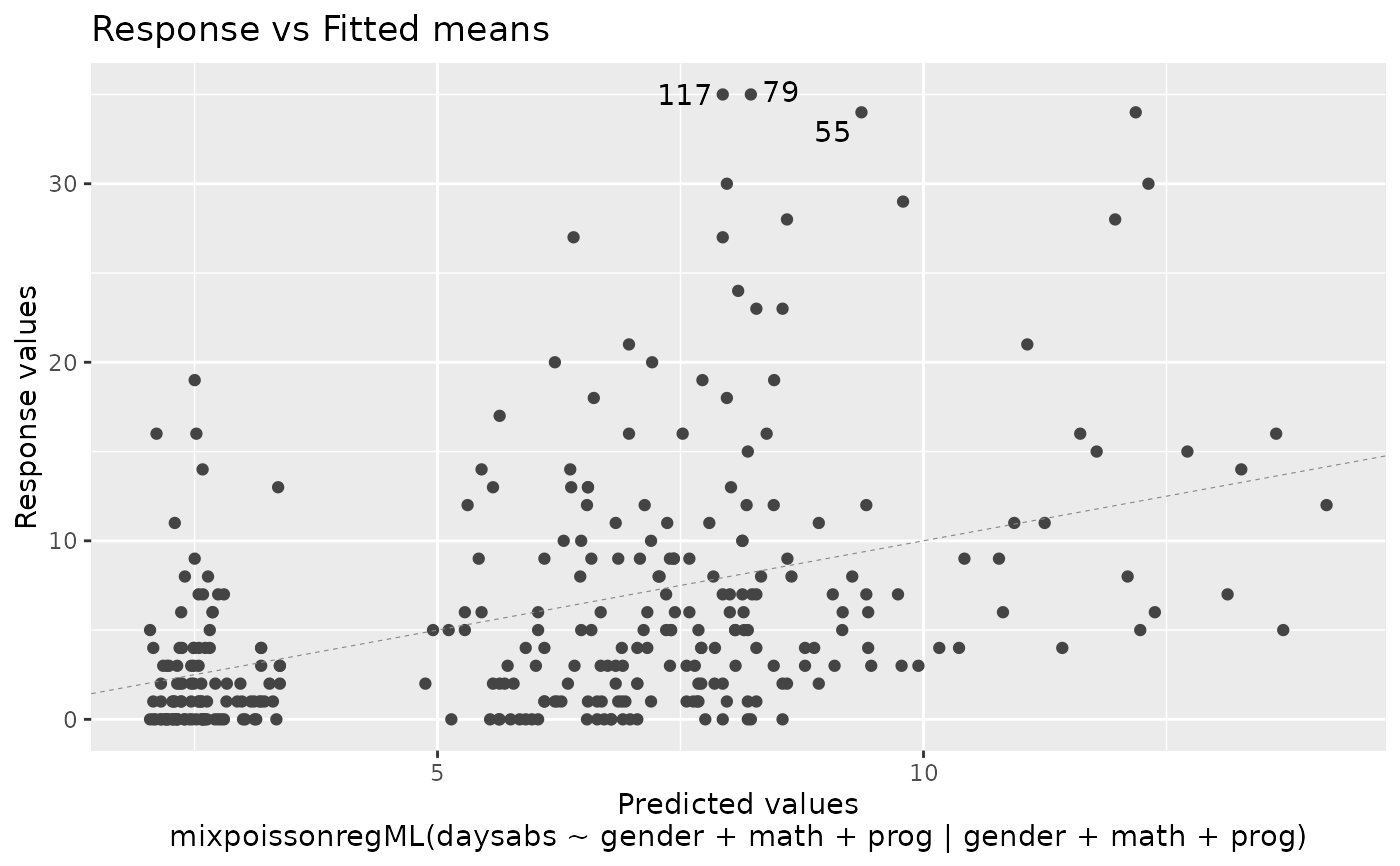 Response vs Fitted means
Response values
30
20
10
0
117
79
55
5
10
Predicted values
mixpoissonregML(daysabs ~ gender + math + prog | gender + math + prog)